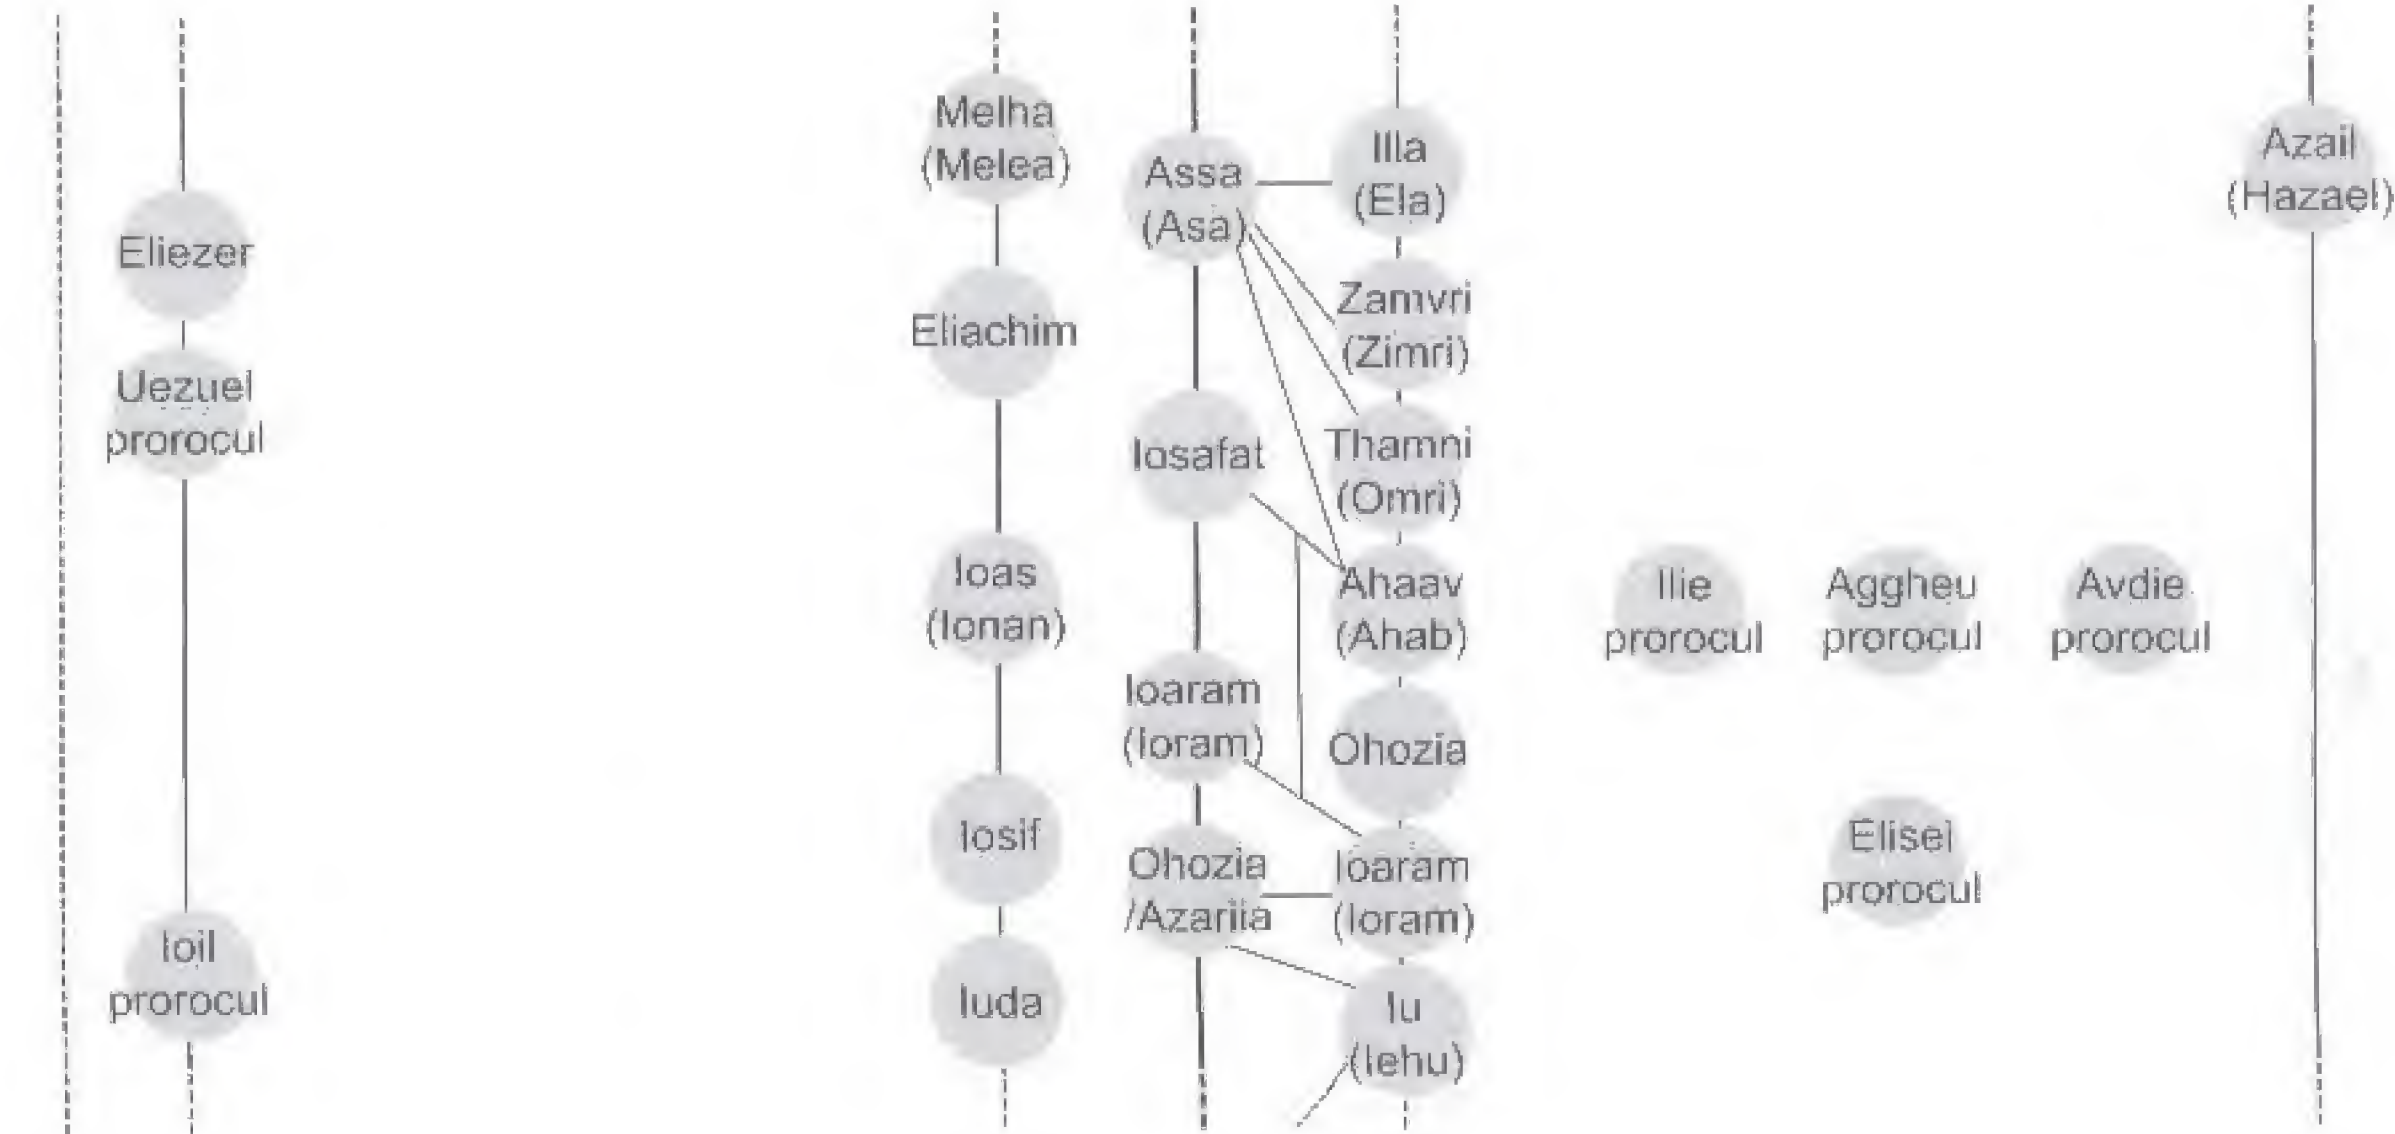 Eliezer
Uezuel
prorocul
Ioil
prorocul
Melha
(Melea)
Eliachim
Ioas
(Ionan)
Iosif
Iuda
Assa
(Asa)
Iosafat
Ioaram
(Ioram)
Ohozia
/Azariia
Illa
(Ela)
Zamvri
(Zimri)
Thamni
(Omri)
Ahaav
(Ahab)
Ohozia
Ioaram
(Ioram)
Iu
(Iehu)
Ilie
prorocul
Aggheu
prorocul
Avdie
prorocul
Elisei
prorocul
Azail
(Hazael)